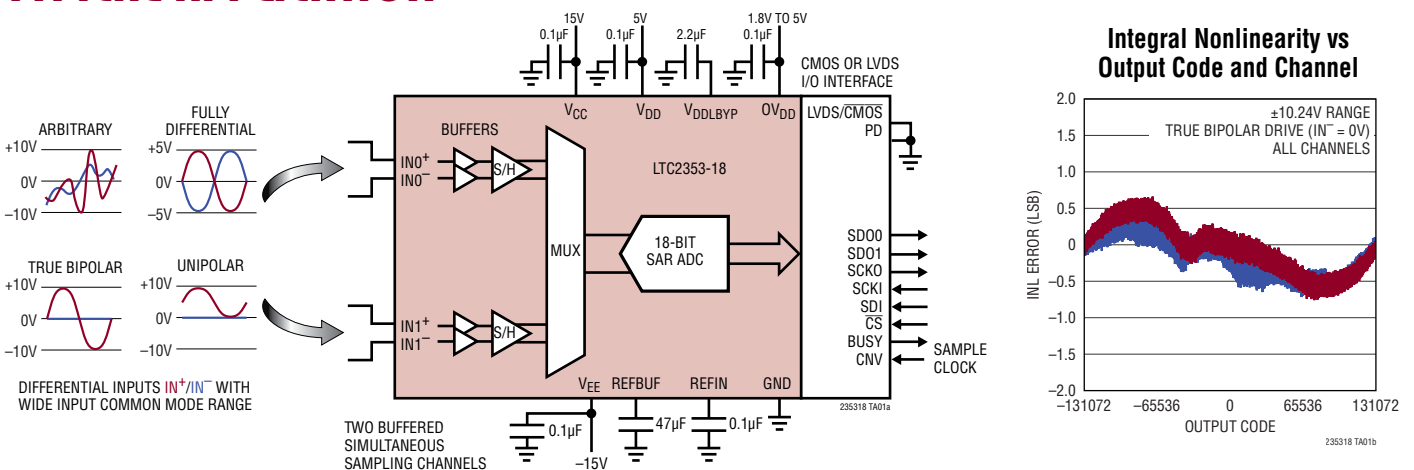 15V
5V
1.8V TO 5V
0.1µF
0.1µF
2.2µF
0.1µF
CMOS OR LVDS
I/O INTERFACE
VCC
VDD
VDDLBYP
OVDD
LVDS/CMOS
PD
ARBITRARY
FULLY
DIFFERENTIAL
+10V
0V
–10V
+5V
0V
–5V
TRUE BIPOLAR
UNIPOLAR
+10V
0V
–10V
+10V
0V
–10V
DIFFERENTIAL INPUTS IN+/IN– WITH
WIDE INPUT COMMON MODE RANGE
BUFFERS
IN0+
IN0–
S/H
LTC2353-18
MUX
18-BIT
SAR ADC
IN1+
IN1–
S/H
SDO0
SDO1
SCKO
SCKI
SDI
CS
BUSY
CNV
SAMPLE
CLOCK
VEE
REFBUF
REFIN
GND
235318 TA01a
0.1µF
47µF
0.1µF
–15V
TWO BUFFERED
SIMULTANEOUS
SAMPLING CHANNELS
Integral Nonlinearity vs
Output Code and Channel
±10.24V RANGE
TRUE BIPOLAR DRIVE (IN– = 0V)
ALL CHANNELS
INL ERROR (LSB)
2.0
1.5
1.0
0.5
0
–0.5
–1.0
–1.5
–2.0
–131072
–65536
0
65536
131072
OUTPUT CODE
235318 TA01b